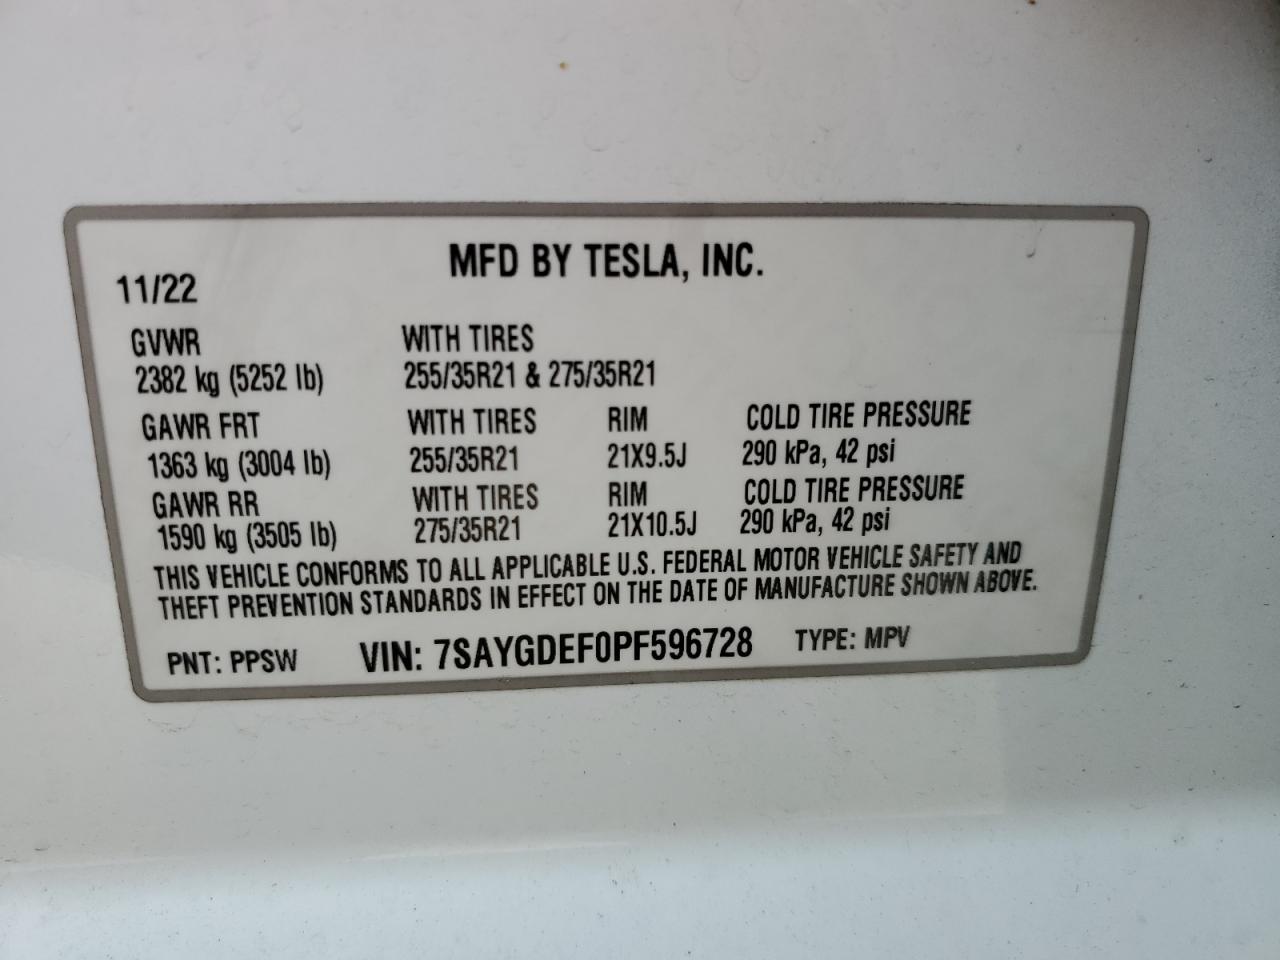 MFD BY TESLA, INC.
11/22
GVWR WITH TIRES
2382 kg (5252 lb) 255/35R21 & 275/35R21
GAWR FRT WITH TIRES RIM COLD TIRE PRESSURE
1363 kg (3004 lb) 255/35R21 21X9.5J 290 kPa, 42 psi
GAWR RR WITH TIRES RIM COLD TIRE PRESSURE
1590 kg (3505 lb) 275/35R21 21X10.5J 290 kPa, 42 psi
THIS VEHICLE CONFORMS TO ALL APPLICABLE U.S. FEDERAL MOTOR VEHICLE SAFETY AND
THEFT PREVENTION STANDARDS IN EFFECT ON THE DATE OF MANUFACTURE SHOWN ABOVE.
PNT: PPSW VIN: 7SAYGDEF0PF596728 TYPE: MPV